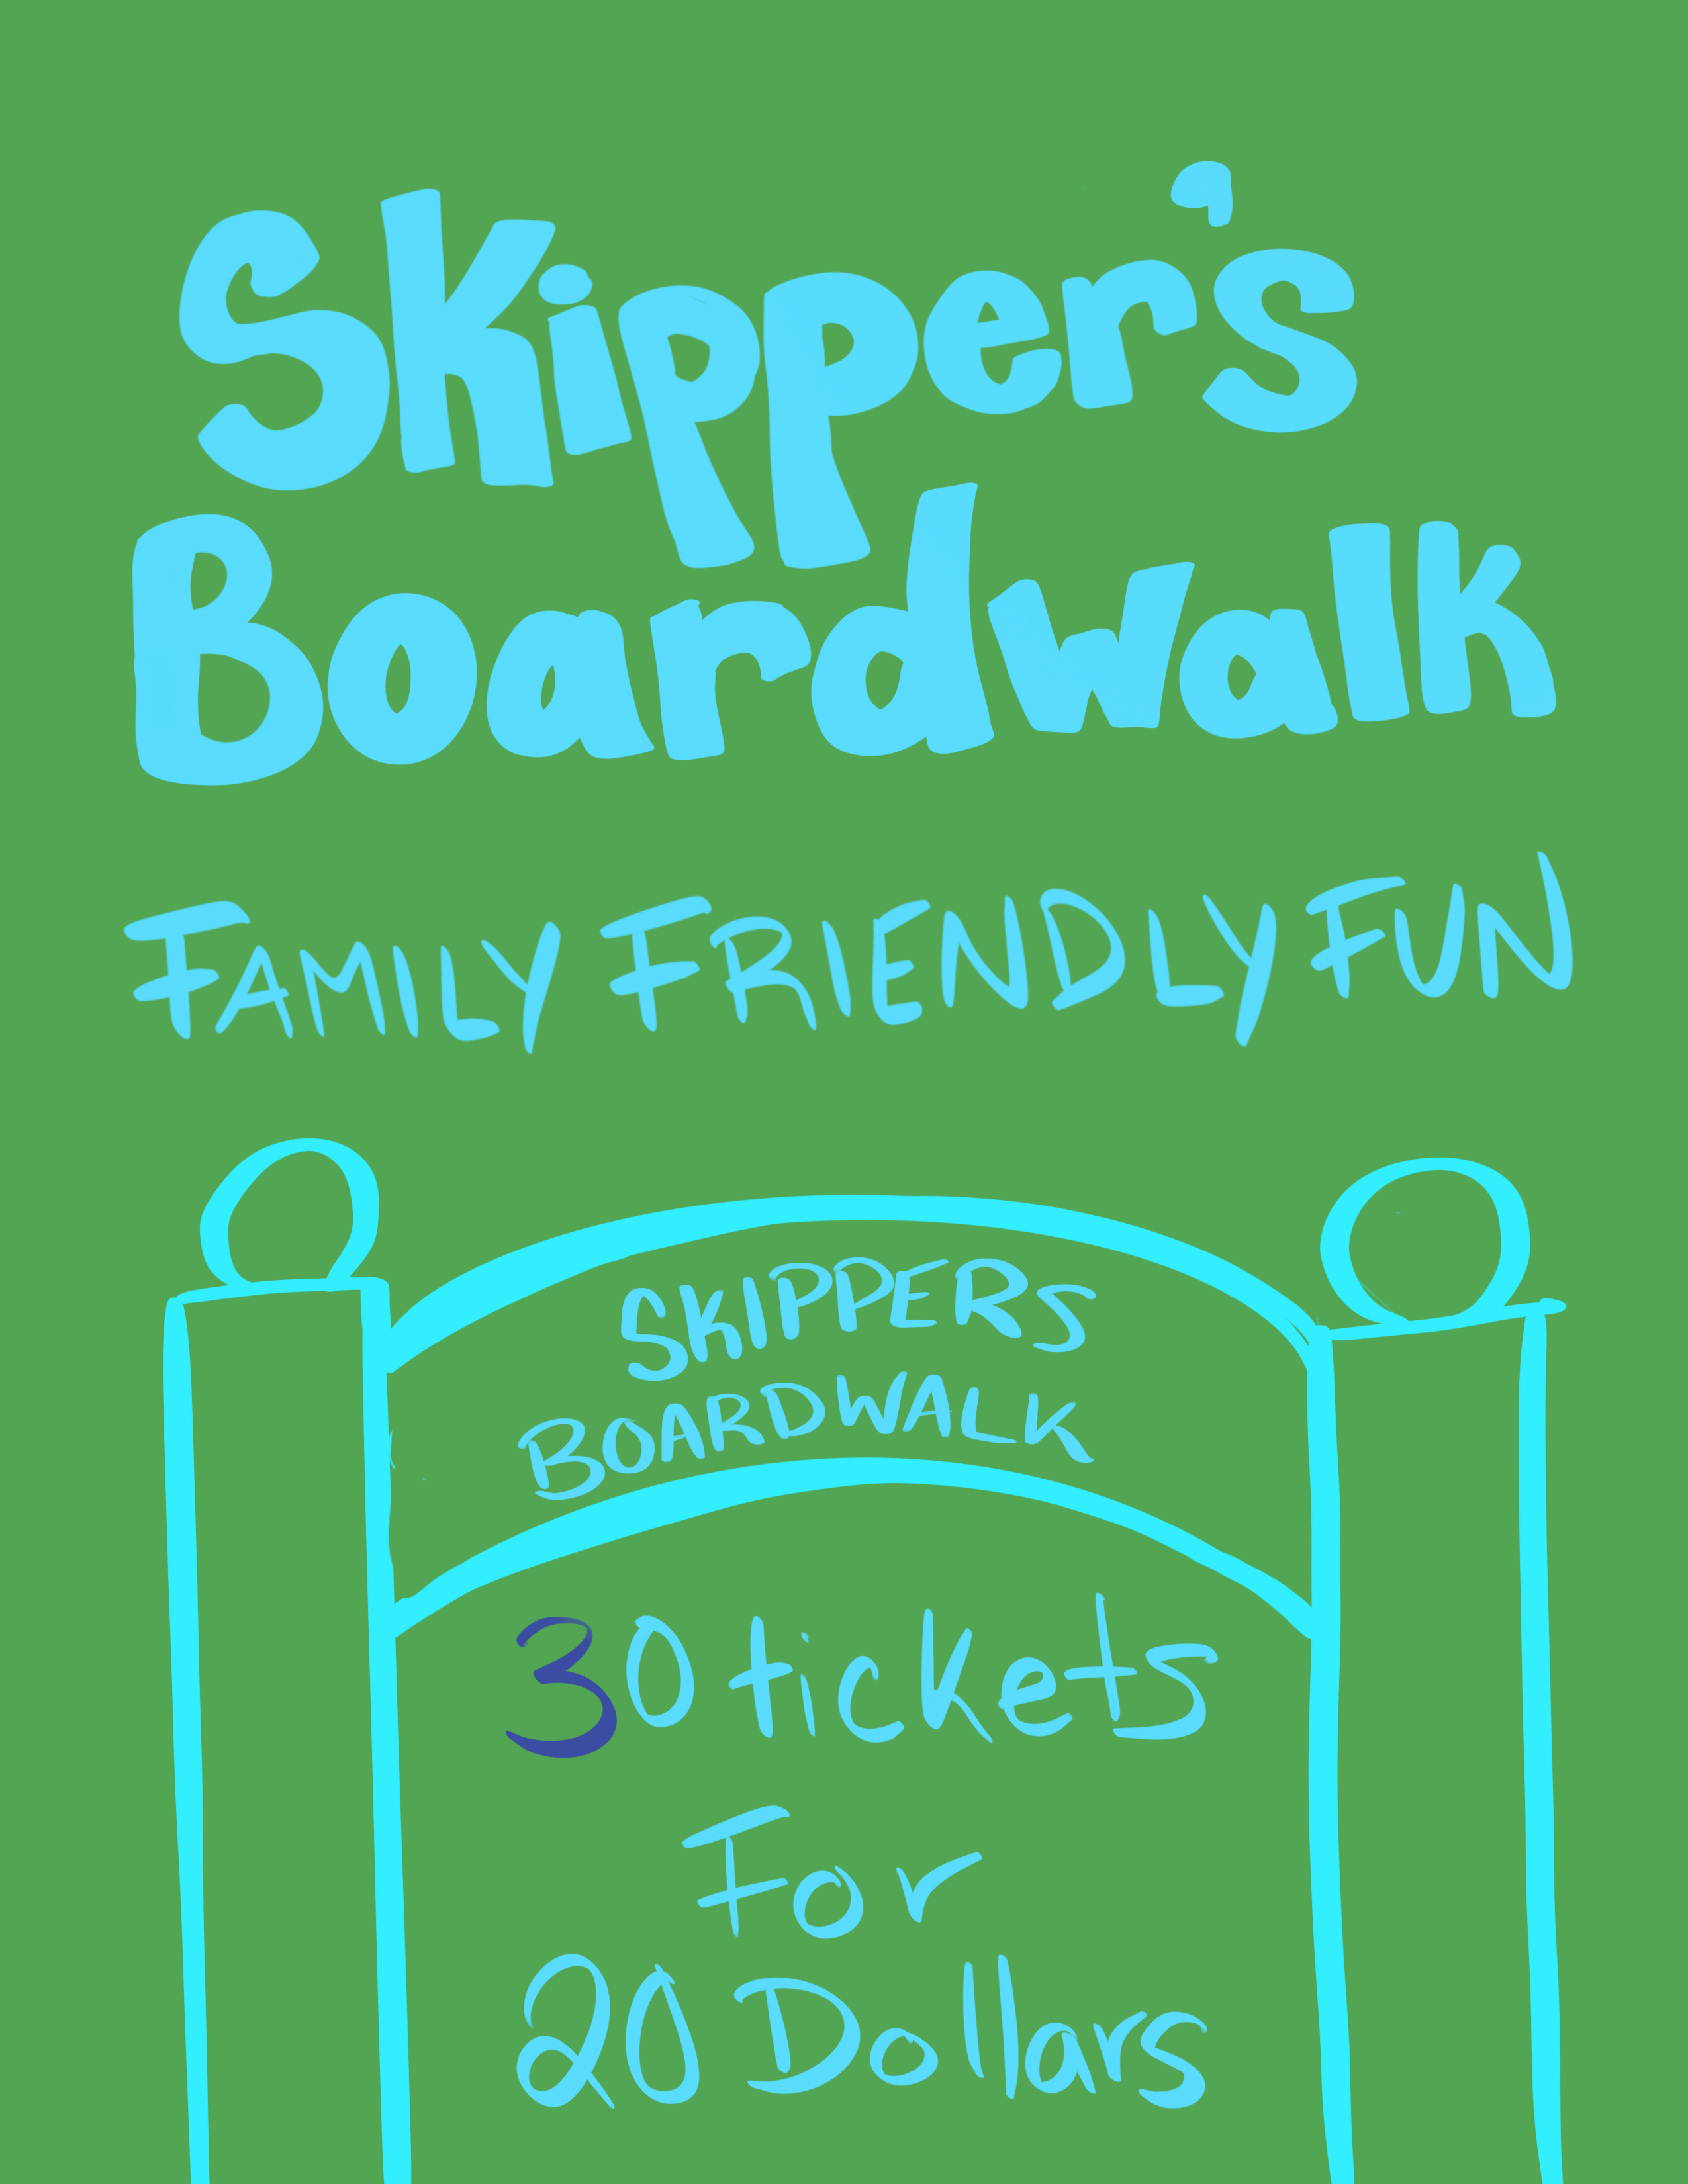 Skipper's
Boardwalk
FAMILY FRIENDLY FUN
SKIPPERS
BOARDWALK
30 tickets
For
20 Dollars